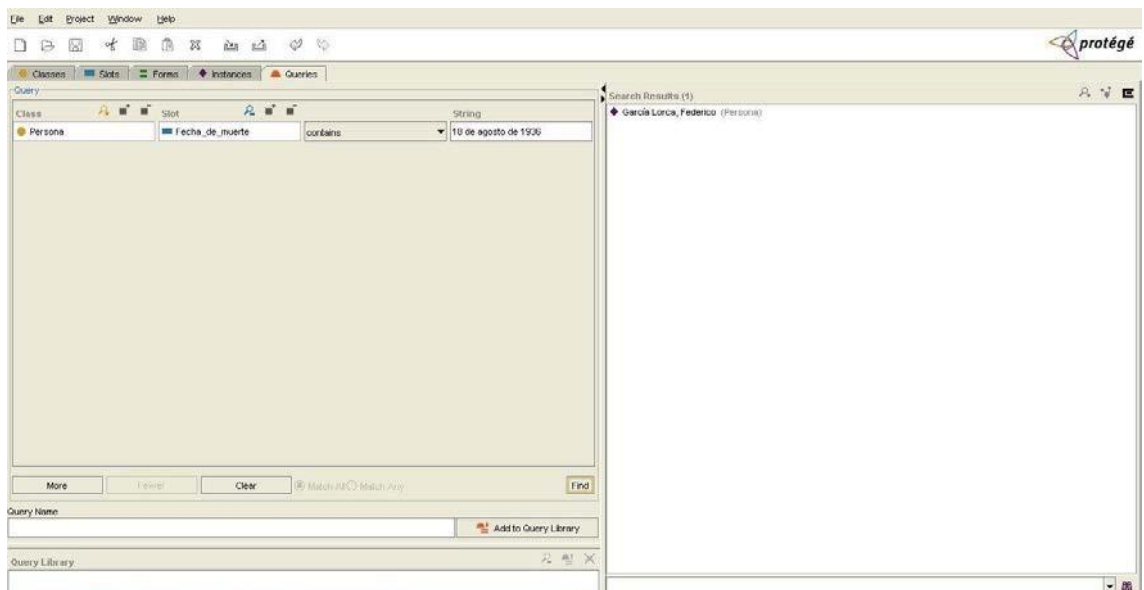 File Edit Project Window Help
protégé
Classes Slots Forms Instances Queries
Query
Class Slot String
Persona Fecha_de_muerte contains 18 de agosto de 1936
Search Results (1)
García Lorca, Federico (Persona)
More Fewer Clear Match All Match Any Find
Query Name
Add to Query Library
Query Library